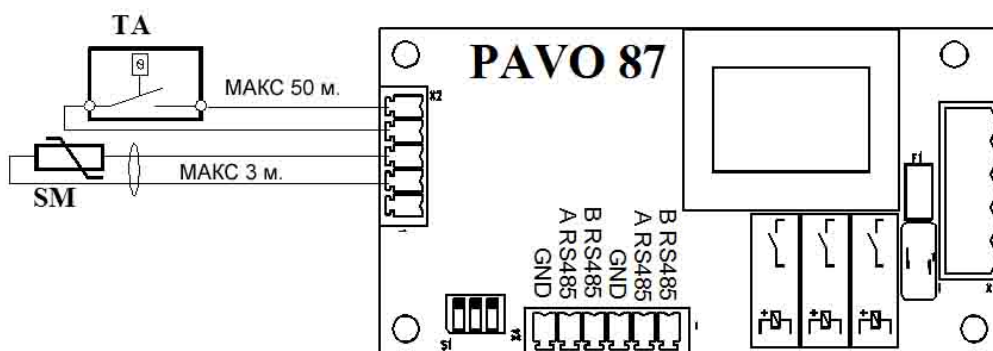 TA
PAVO 87
МАКС 50 м.
X2
SM
МАКС 3 м.
F1
GND
A RS485
B RS485
GND
A RS485
B RS485
S1
X4